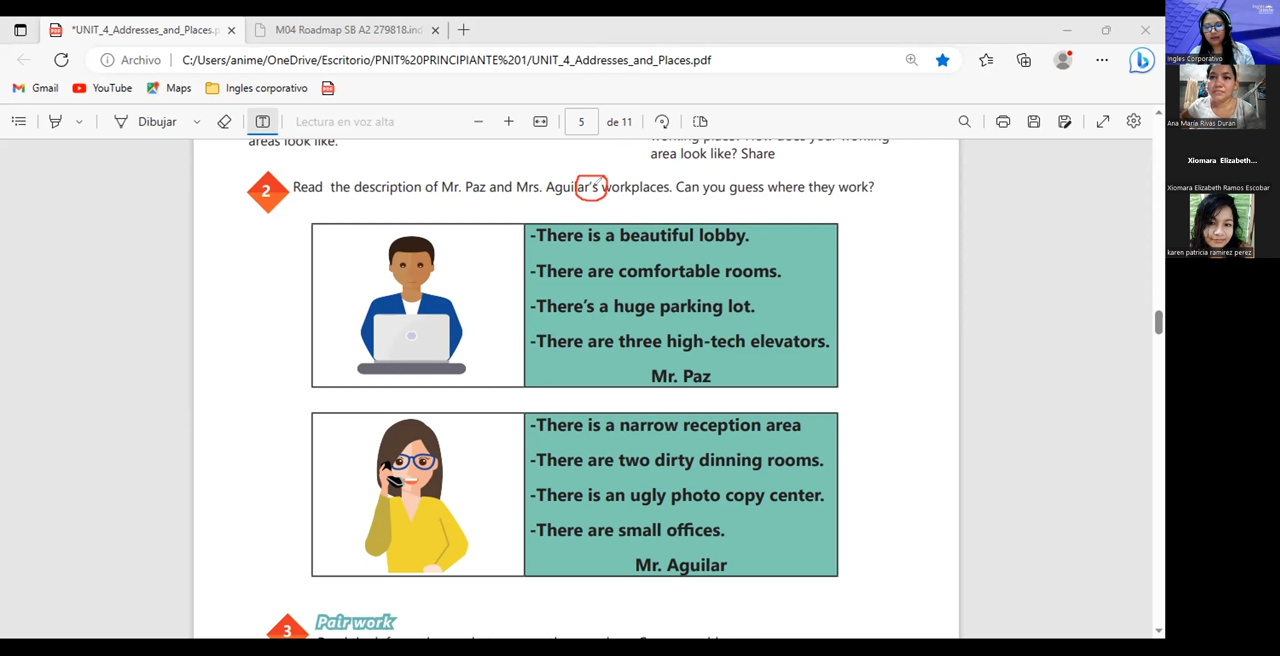 *UNIT_4_Addresses_and_Places.p
M04 Roadmap SB A2 279818.ind
Archivo
C:/Users/anime/OneDrive/Escritorio/PNIT%20PRINCIPIANTE%201/UNIT_4_Addresses_and_Places.pdf
Gmail
YouTube
Maps
Ingles corporativo
Dibujar
Lectura en voz alta
5
de 11
areas look like.
area look like? Share
2
Read the description of Mr. Paz and Mrs. Aguilar's workplaces. Can you guess where they work?
-There is a beautiful lobby.
-There are comfortable rooms.
-There's a huge parking lot.
-There are three high-tech elevators.
Mr. Paz
-There is a narrow reception area
-There are two dirty dinning rooms.
-There is an ugly photo copy center.
-There are small offices.
Mr. Aguilar
3
Pair work
Ingles Corporativo
Ana María Rivas Duran
Xiomara Elizabeth...
Xiomara Elizabeth Ramos Escobar
karen patricia ramirez perez